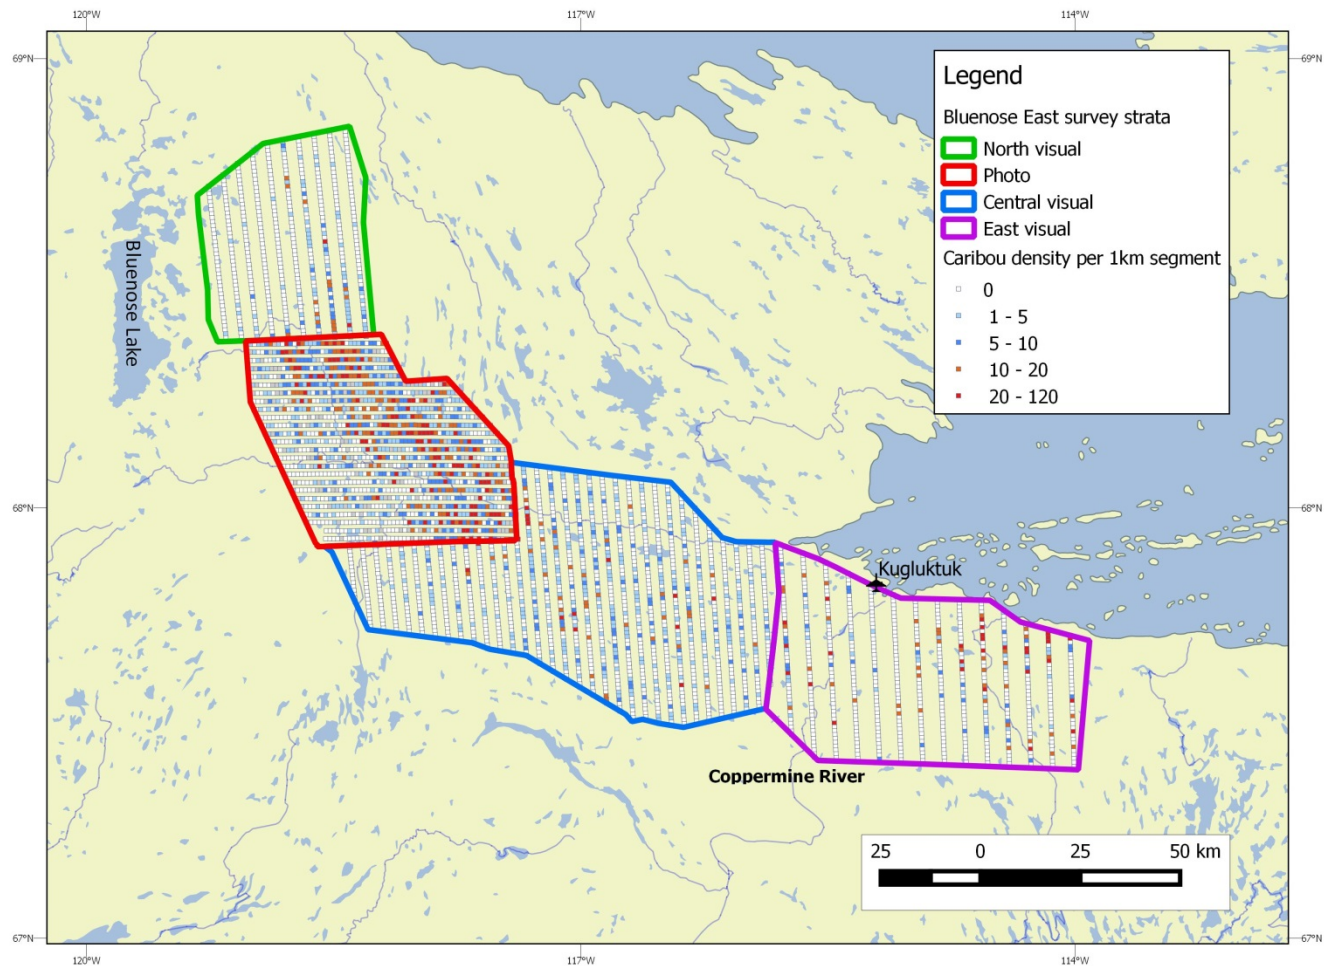 120°W
117°W
114°W
69°N
69°N
Legend
Bluenose East survey strata
North visual
Photo
Central visual
East visual
Caribou density per 1km segment
0
1 - 5
5 - 10
10 - 20
20 - 120
Bluenose Lake
68°N
68°N
Kugluktuk
Coppermine River
25 0 25 50 km
67°N
67°N
120°W
117°W
114°W